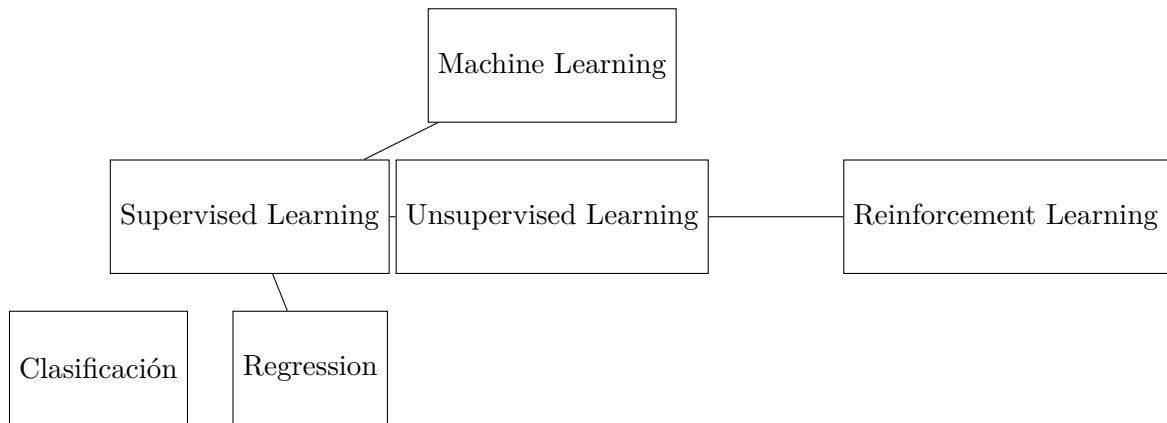 Machine Learning
Supervised Learning
Unsupervised Learning
Reinforcement Learning
Clasificación
Regression